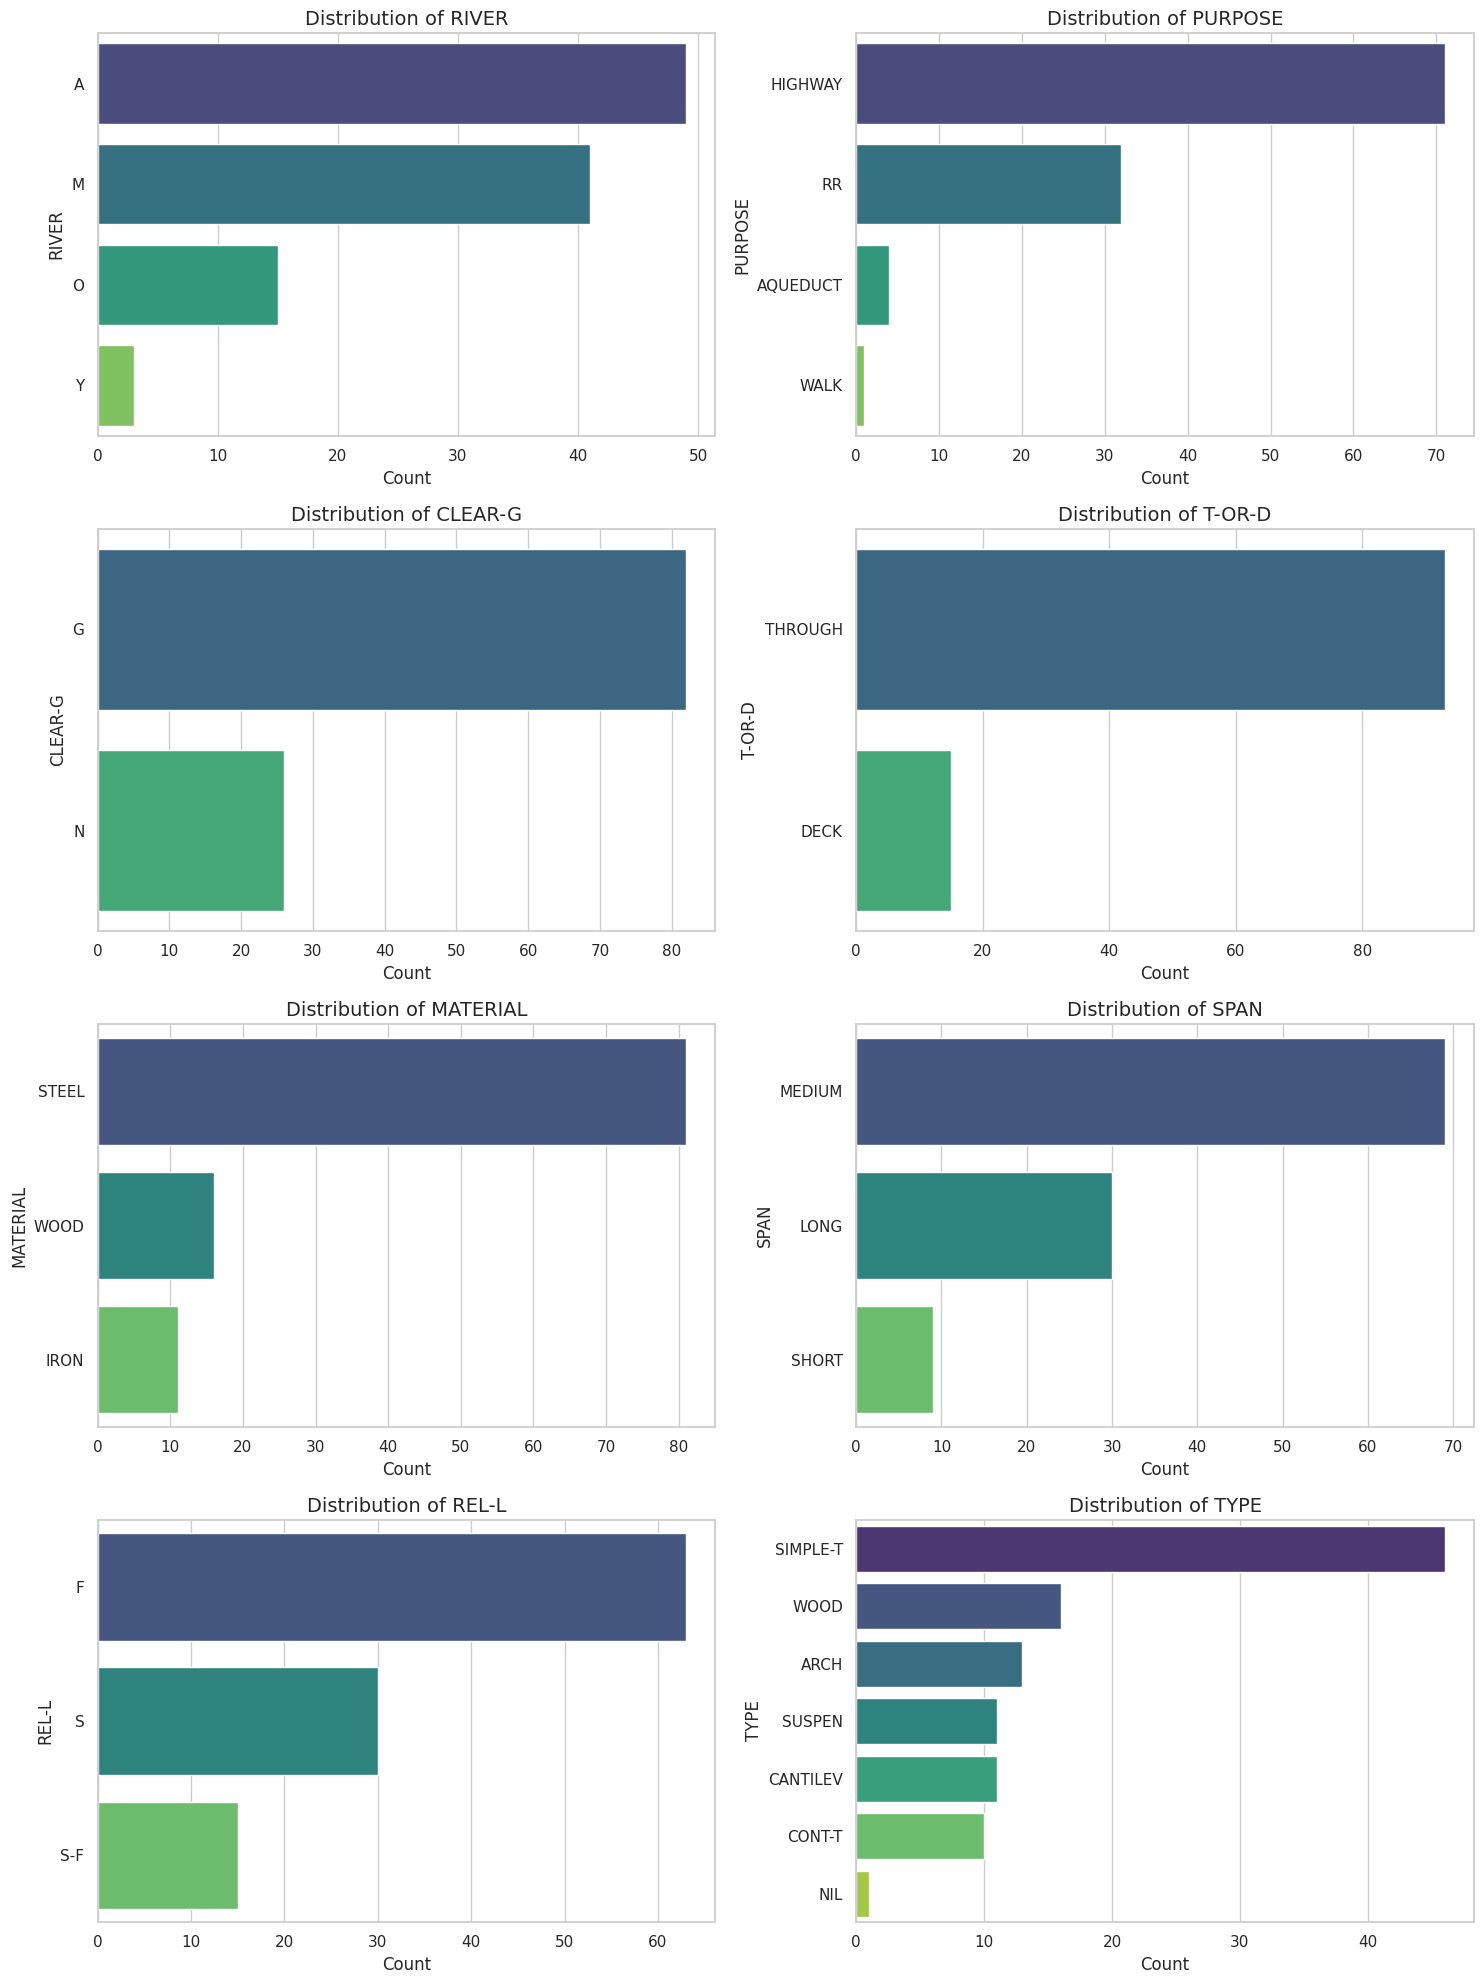 Distribution of RIVER
RIVER
A
M
O
Y
0 10 20 30 40 50
Count
Distribution of PURPOSE
PURPOSE
HIGHWAY
RR
AQUEDUCT
WALK
0 10 20 30 40 50 60 70
Count
Distribution of CLEAR-G
CLEAR-G
G
N
0 10 20 30 40 50 60 70 80
Count
Distribution of T-OR-D
T-OR-D
THROUGH
DECK
0 20 40 60 80
Count
Distribution of MATERIAL
MATERIAL
STEEL
WOOD
IRON
0 10 20 30 40 50 60 70 80
Count
Distribution of SPAN
SPAN
MEDIUM
LONG
SHORT
0 10 20 30 40 50 60 70
Count
Distribution of REL-L
REL-L
F
S
S-F
0 10 20 30 40 50 60
Count
Distribution of TYPE
TYPE
SIMPLE-T
WOOD
ARCH
SUSPEN
CANTILEV
CONT-T
NIL
0 10 20 30 40
Count